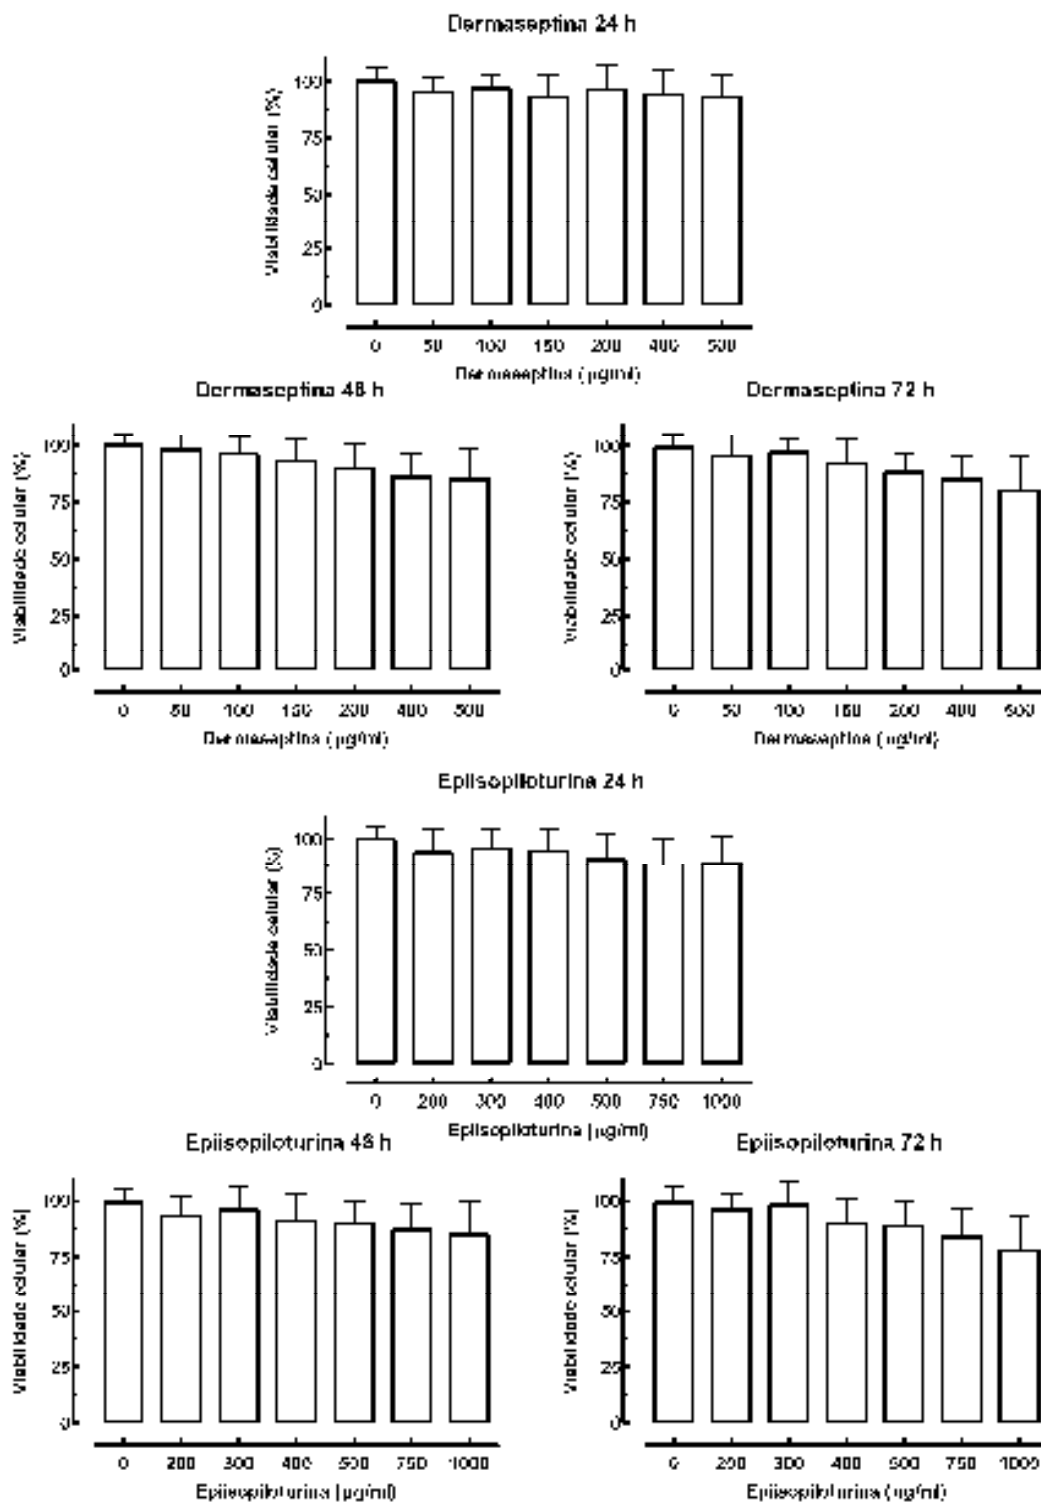 Dermaseptina 24 h
Viabilidade celular (%)
100
75
50
25
0
0 50 100 150 200 400 500
Dermaseptina (µg/ml)
Dermaseptina 48 h
Viabilidade celular (%)
100
75
50
25
0
0 50 100 150 200 400 500
Dermaseptina (µg/ml)
Dermaseptina 72 h
Viabilidade celular (%)
100
75
50
25
0
0 50 100 150 200 400 500
Dermaseptina (µg/ml)
Epiisopiloturina 24 h
Viabilidade celular (%)
100
75
50
25
0
0 200 300 400 500 750 1000
Epiisopiloturina (µg/ml)
Epiisopiloturina 48 h
Viabilidade celular (%)
100
75
50
25
0
0 200 300 400 500 750 1000
Epiisopiloturina (µg/ml)
Epiisopiloturina 72 h
Viabilidade celular (%)
100
75
50
25
0
0 200 300 400 500 750 1000
Epiisopiloturina (µg/ml)